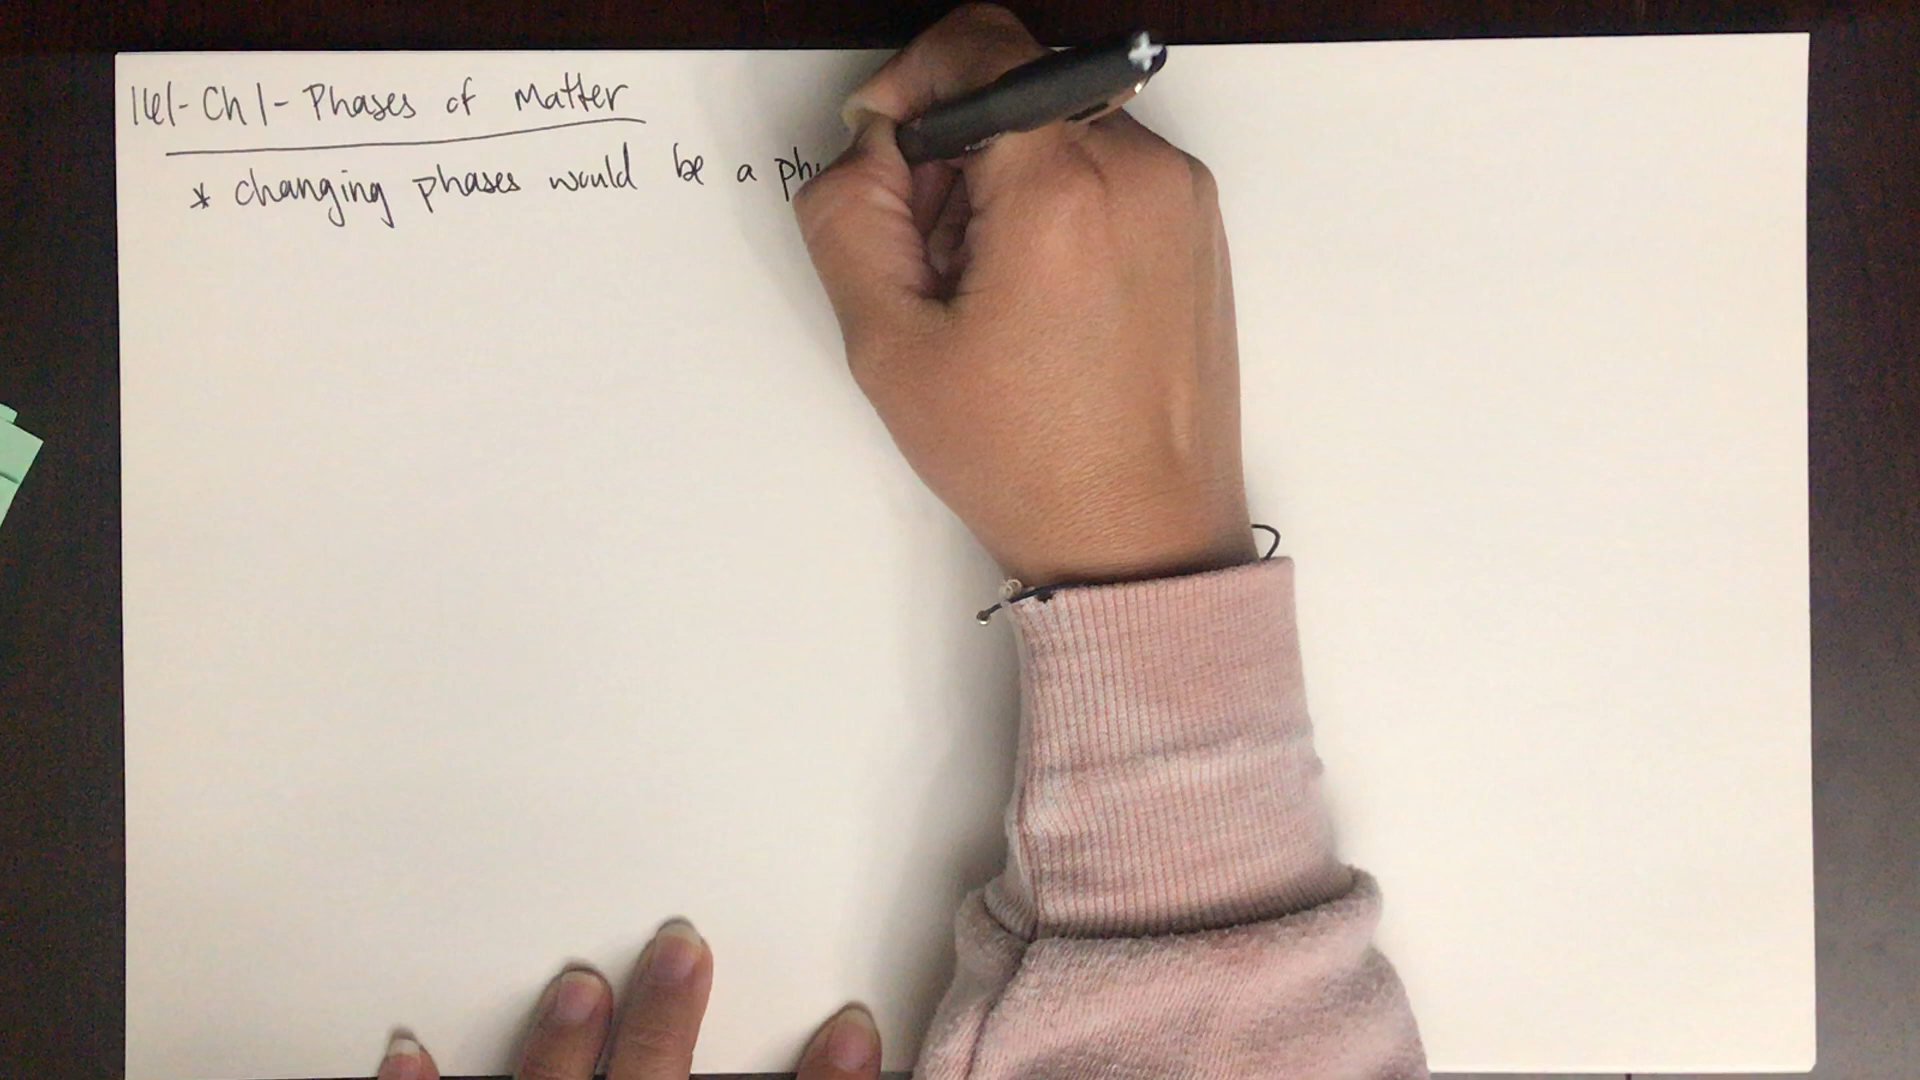 161-Ch 1- Phases of Matter
* changing phases would be a